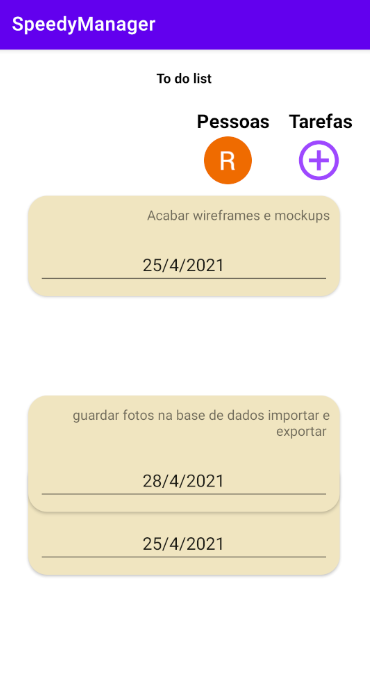 SpeedyManager
To do list
Pessoas Tarefas
R
Acabar wireframes e mockups
25/4/2021
guardar fotos na base de dados importar e
exportar
28/4/2021
25/4/2021